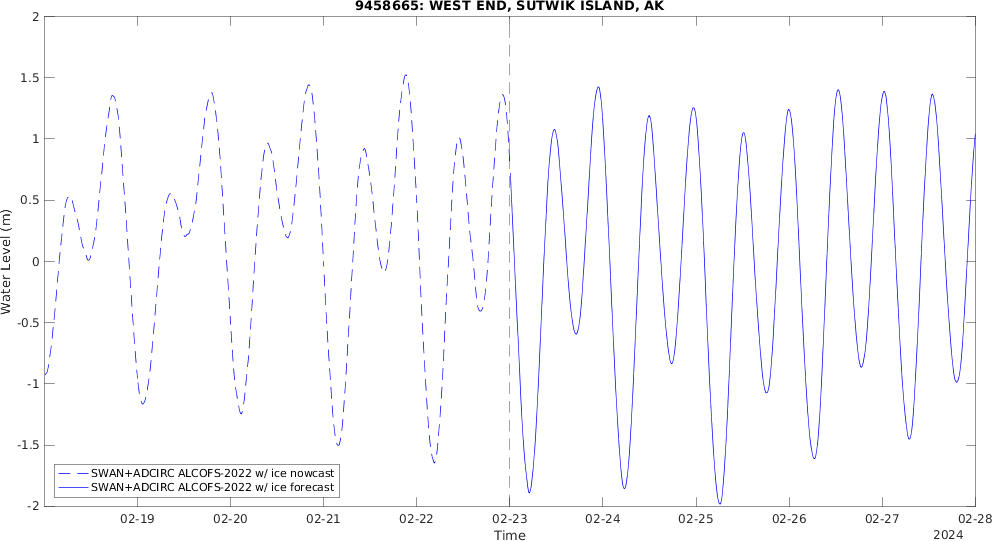 9458665: WEST END, SUTWIK ISLAND, AK
2
1.5
1
0.5
0
-0.5
-1
-1.5
-2
Water Level (m)
SWAN+ADCIRC ALCOFS-2022 w/ ice nowcast
SWAN+ADCIRC ALCOFS-2022 w/ ice forecast
02-19 02-20 02-21 02-22 02-23 02-24 02-25 02-26 02-27 02-28
Time
2024